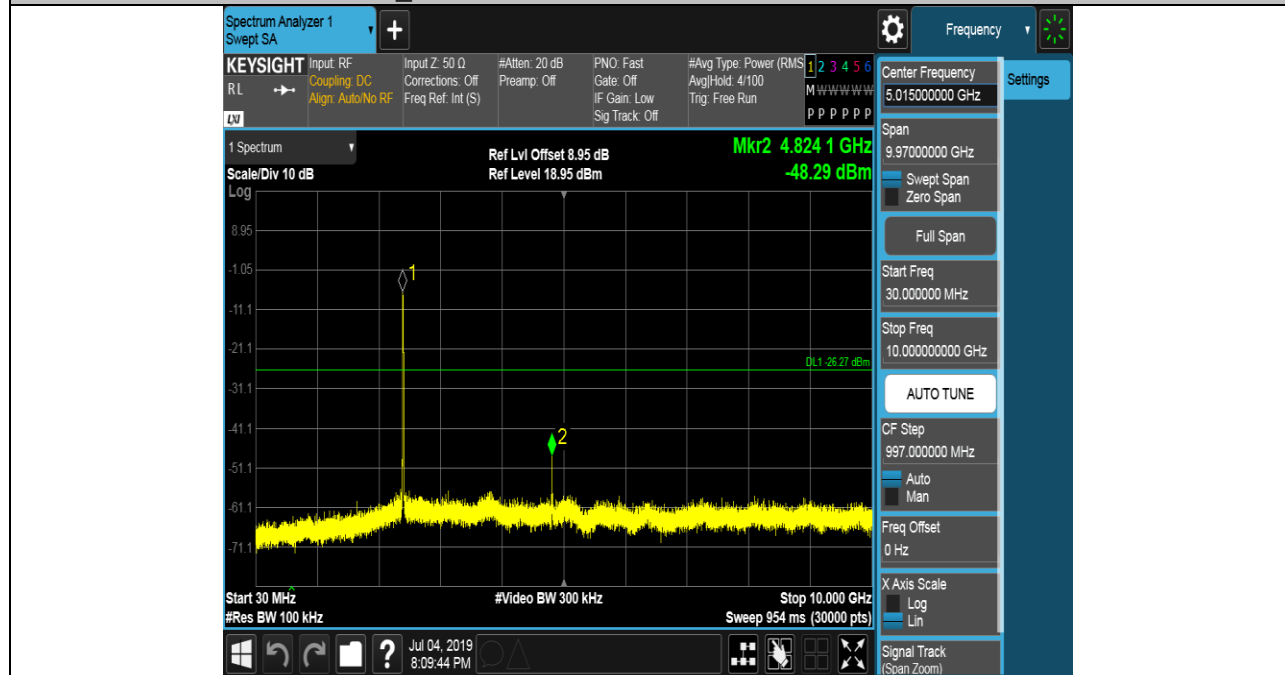 Spectrum Analyzer 1
Swept SA
+
Frequency
KEYSIGHT
RL
LXI
Input: RF
Coupling: DC
Align: Auto/No RF
Input Z: 50 Ω
Corrections: Off
Freq Ref: Int (S)
#Atten: 20 dB
Preamp: Off
PNO: Fast
Gate: Off
IF Gain: Low
Sig Track: Off
#Avg Type: Power (RMS
Avg|Hold: 4/100
Trig: Free Run
1 2 3 4 5 6
M W W W W W
P P P P P P
1 Spectrum
Scale/Div 10 dB
Ref Lvl Offset 8.95 dB
Ref Level 18.95 dBm
Mkr2 4.824 1 GHz
-48.29 dBm
Log
8.95
-1.05
-11.1
-21.1
-31.1
-41.1
-51.1
-61.1
-71.1
1
2
DL1 -26.27 dBm
Start 30 MHz
#Res BW 100 kHz
#Video BW 300 kHz
Stop 10.000 GHz
Sweep 954 ms (30000 pts)
?
Jul 04, 2019
8:09:44 PM
Center Frequency
5.015000000 GHz
Span
9.97000000 GHz
Swept Span
Zero Span
Full Span
Start Freq
30.000000 MHz
Stop Freq
10.000000000 GHz
AUTO TUNE
CF Step
997.000000 MHz
Auto
Man
Freq Offset
0 Hz
X Axis Scale
Log
Lin
Signal Track
(Span Zoom)
Settings